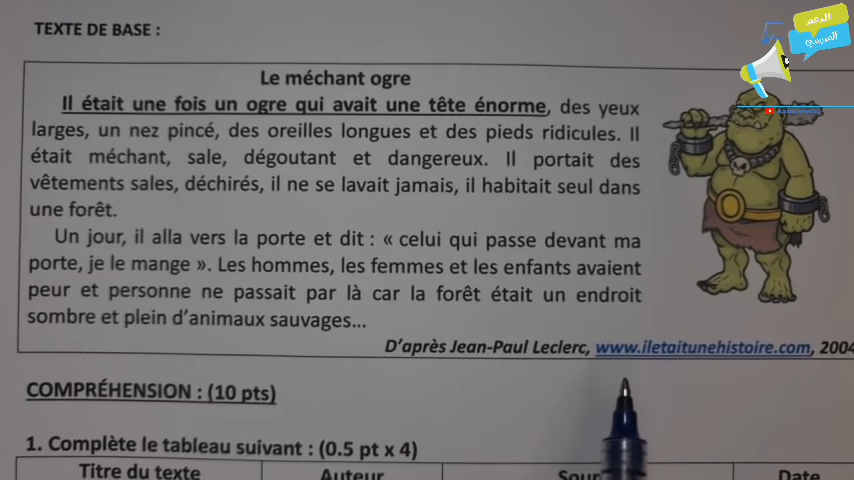 الدعم
المدرسي
TEXTE DE BASE :
Le méchant ogre
Il était une fois un ogre qui avait une tête énorme, des yeux
larges, un nez pincé, des oreilles longues et des pieds ridicules. Il
était méchant, sale, dégoutant et dangereux. Il portait des
vêtements sales, déchirés, il ne se lavait jamais, il habitait seul dans
une forêt.
Un jour, il alla vers la porte et dit : « celui qui passe devant ma
porte, je le mange ». Les hommes, les femmes et les enfants avaient
peur et personne ne passait par là car la forêt était un endroit
sombre et plein d'animaux sauvages...
D'après Jean-Paul Leclerc, www.iletaitunehistoire.com, 2004
COMPRÉHENSION : (10 pts)
1. Complète le tableau suivant : (0.5 pt x 4)
Titre du texte Auteur Sour Date